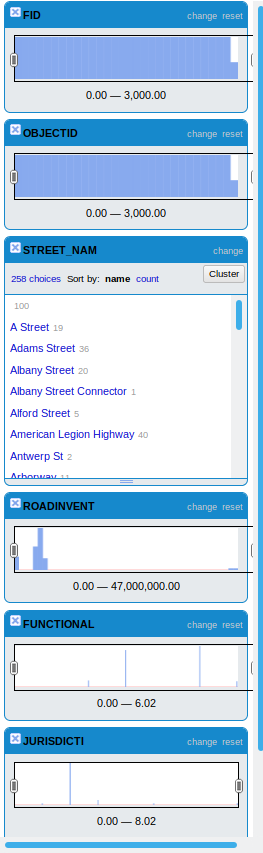 FID change reset
0.00 — 3,000.00
OBJECTID change reset
0.00 — 3,000.00
STREET_NAM change
258 choices Sort by: name count Cluster
100
A Street 19
Adams Street 36
Albany Street 20
Albany Street Connector 1
Alford Street 5
American Legion Highway 40
Antwerp St 2
Arborway 11
ROADINVENT change reset
0.00 — 47,000,000.00
FUNCTIONAL change reset
0.00 — 6.02
JURISDICTI change reset
0.00 — 8.02